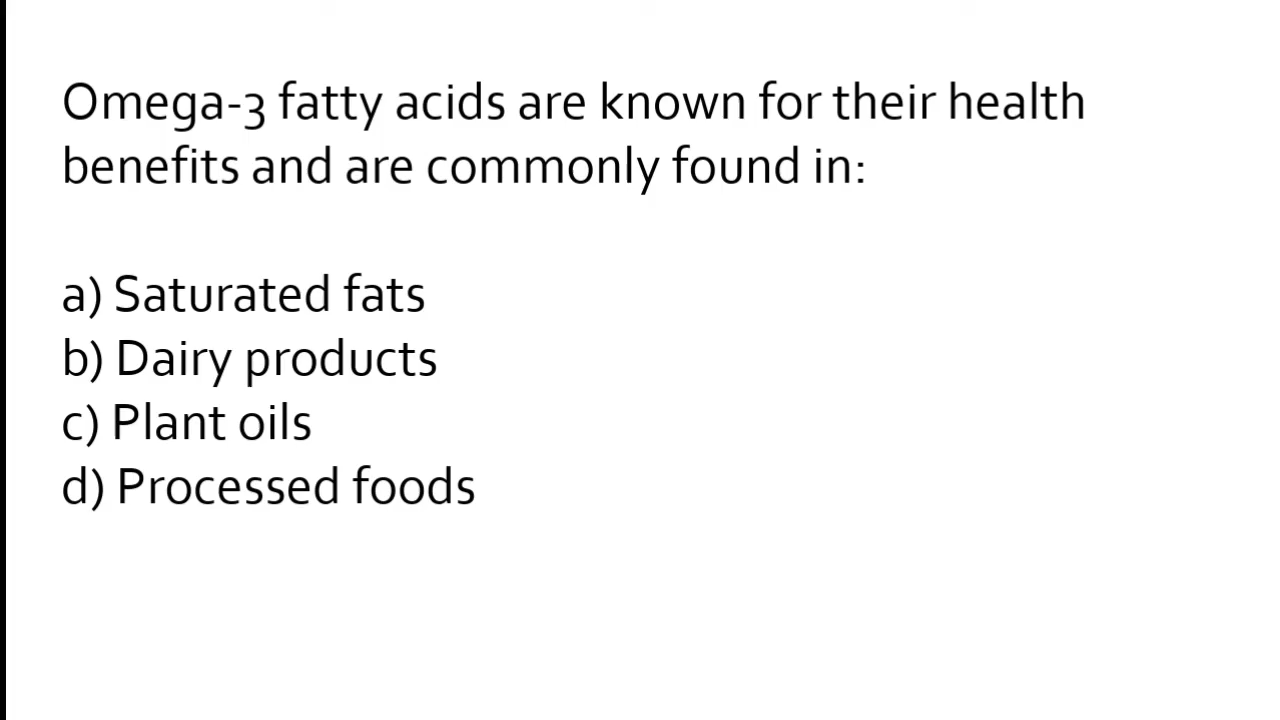 Omega-3 fatty acids are known for their health
benefits and are commonly found in:
a) Saturated fats
b) Dairy products
c) Plant oils
d) Processed foods